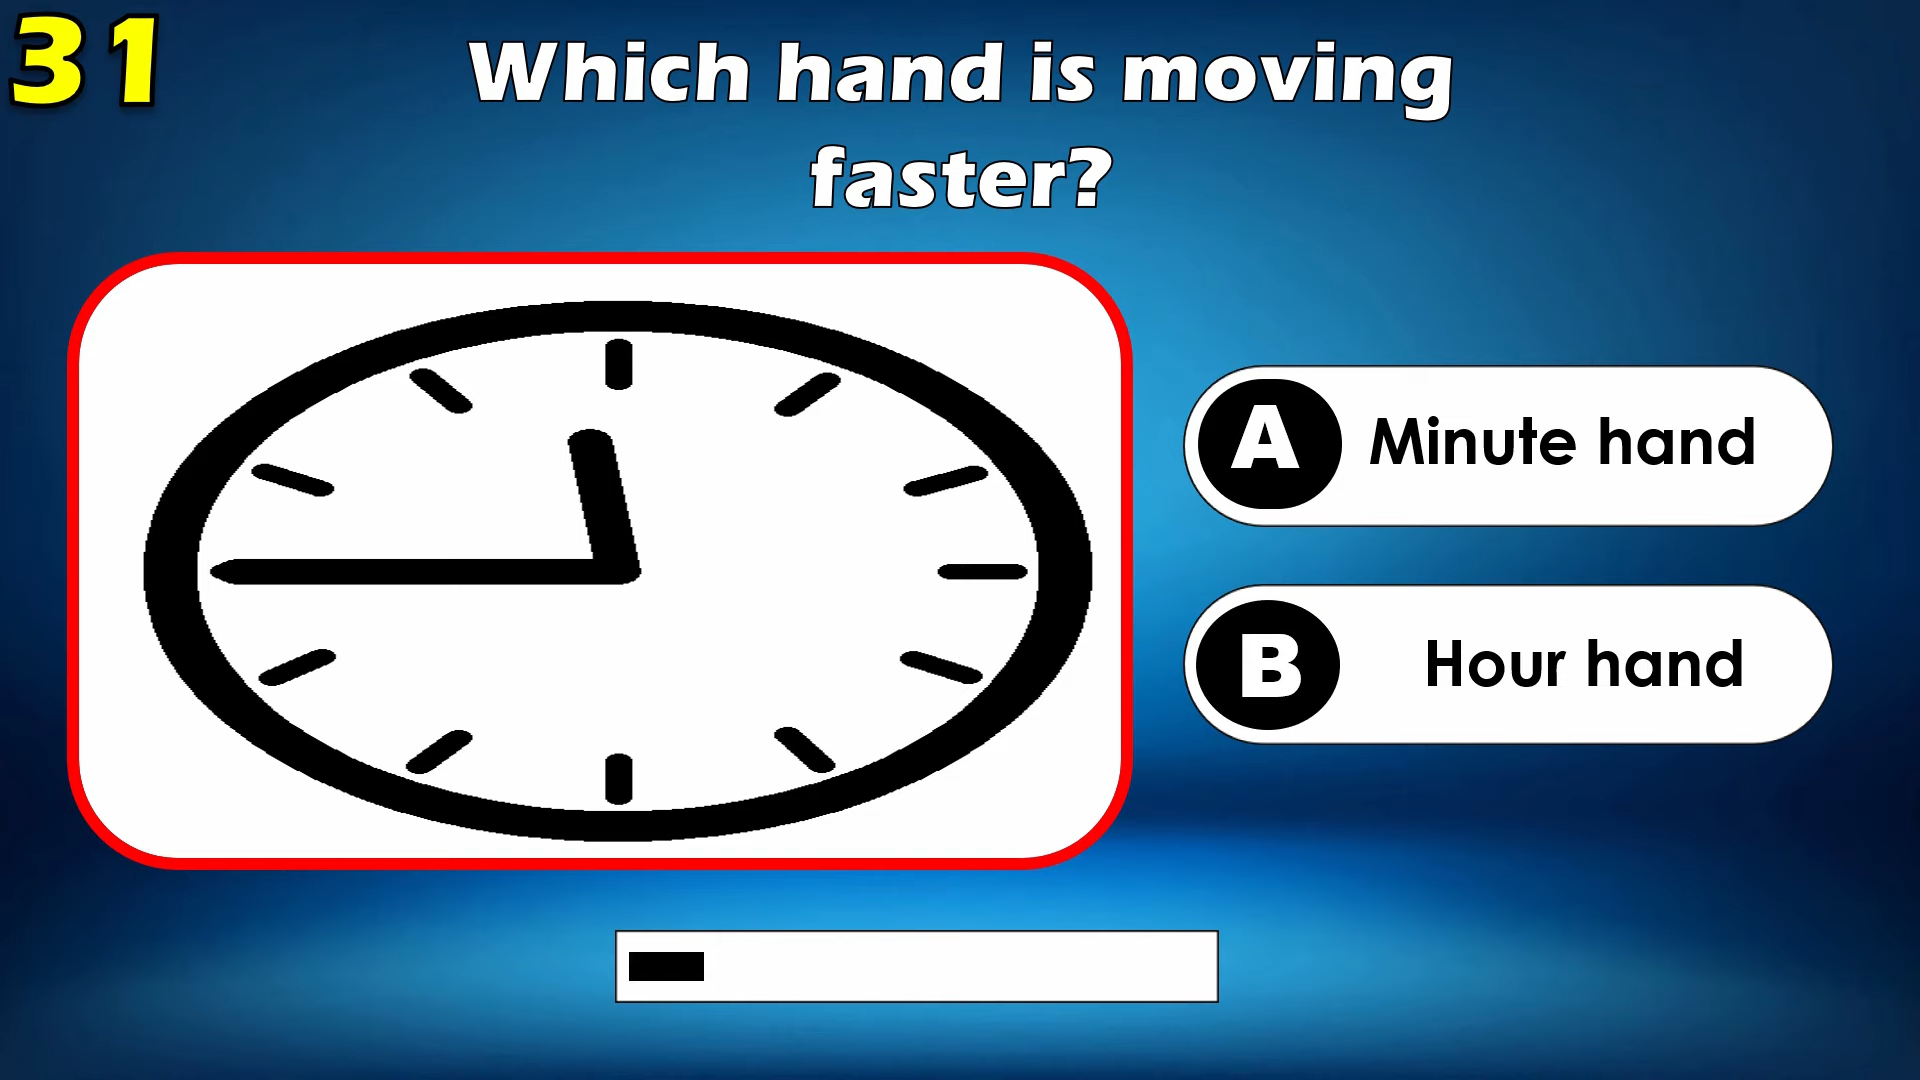 31
Which hand is moving
faster?
A Minute hand
B Hour hand